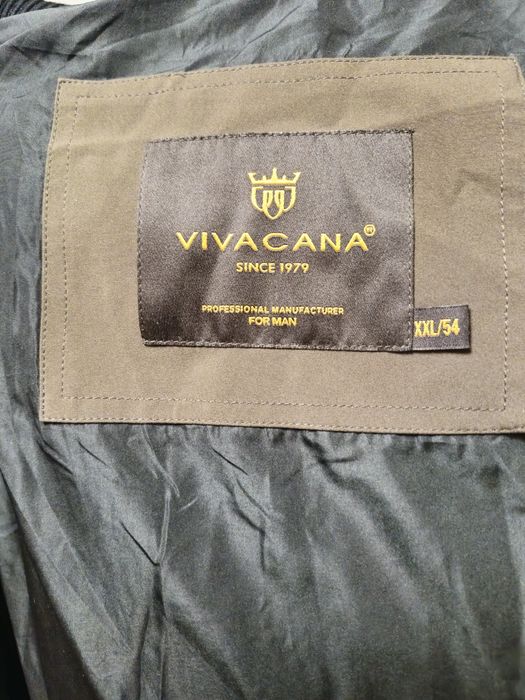 VIVACANA®
SINCE 1979
PROFESSIONAL MANUFACTURER
FOR MAN
XXL/54